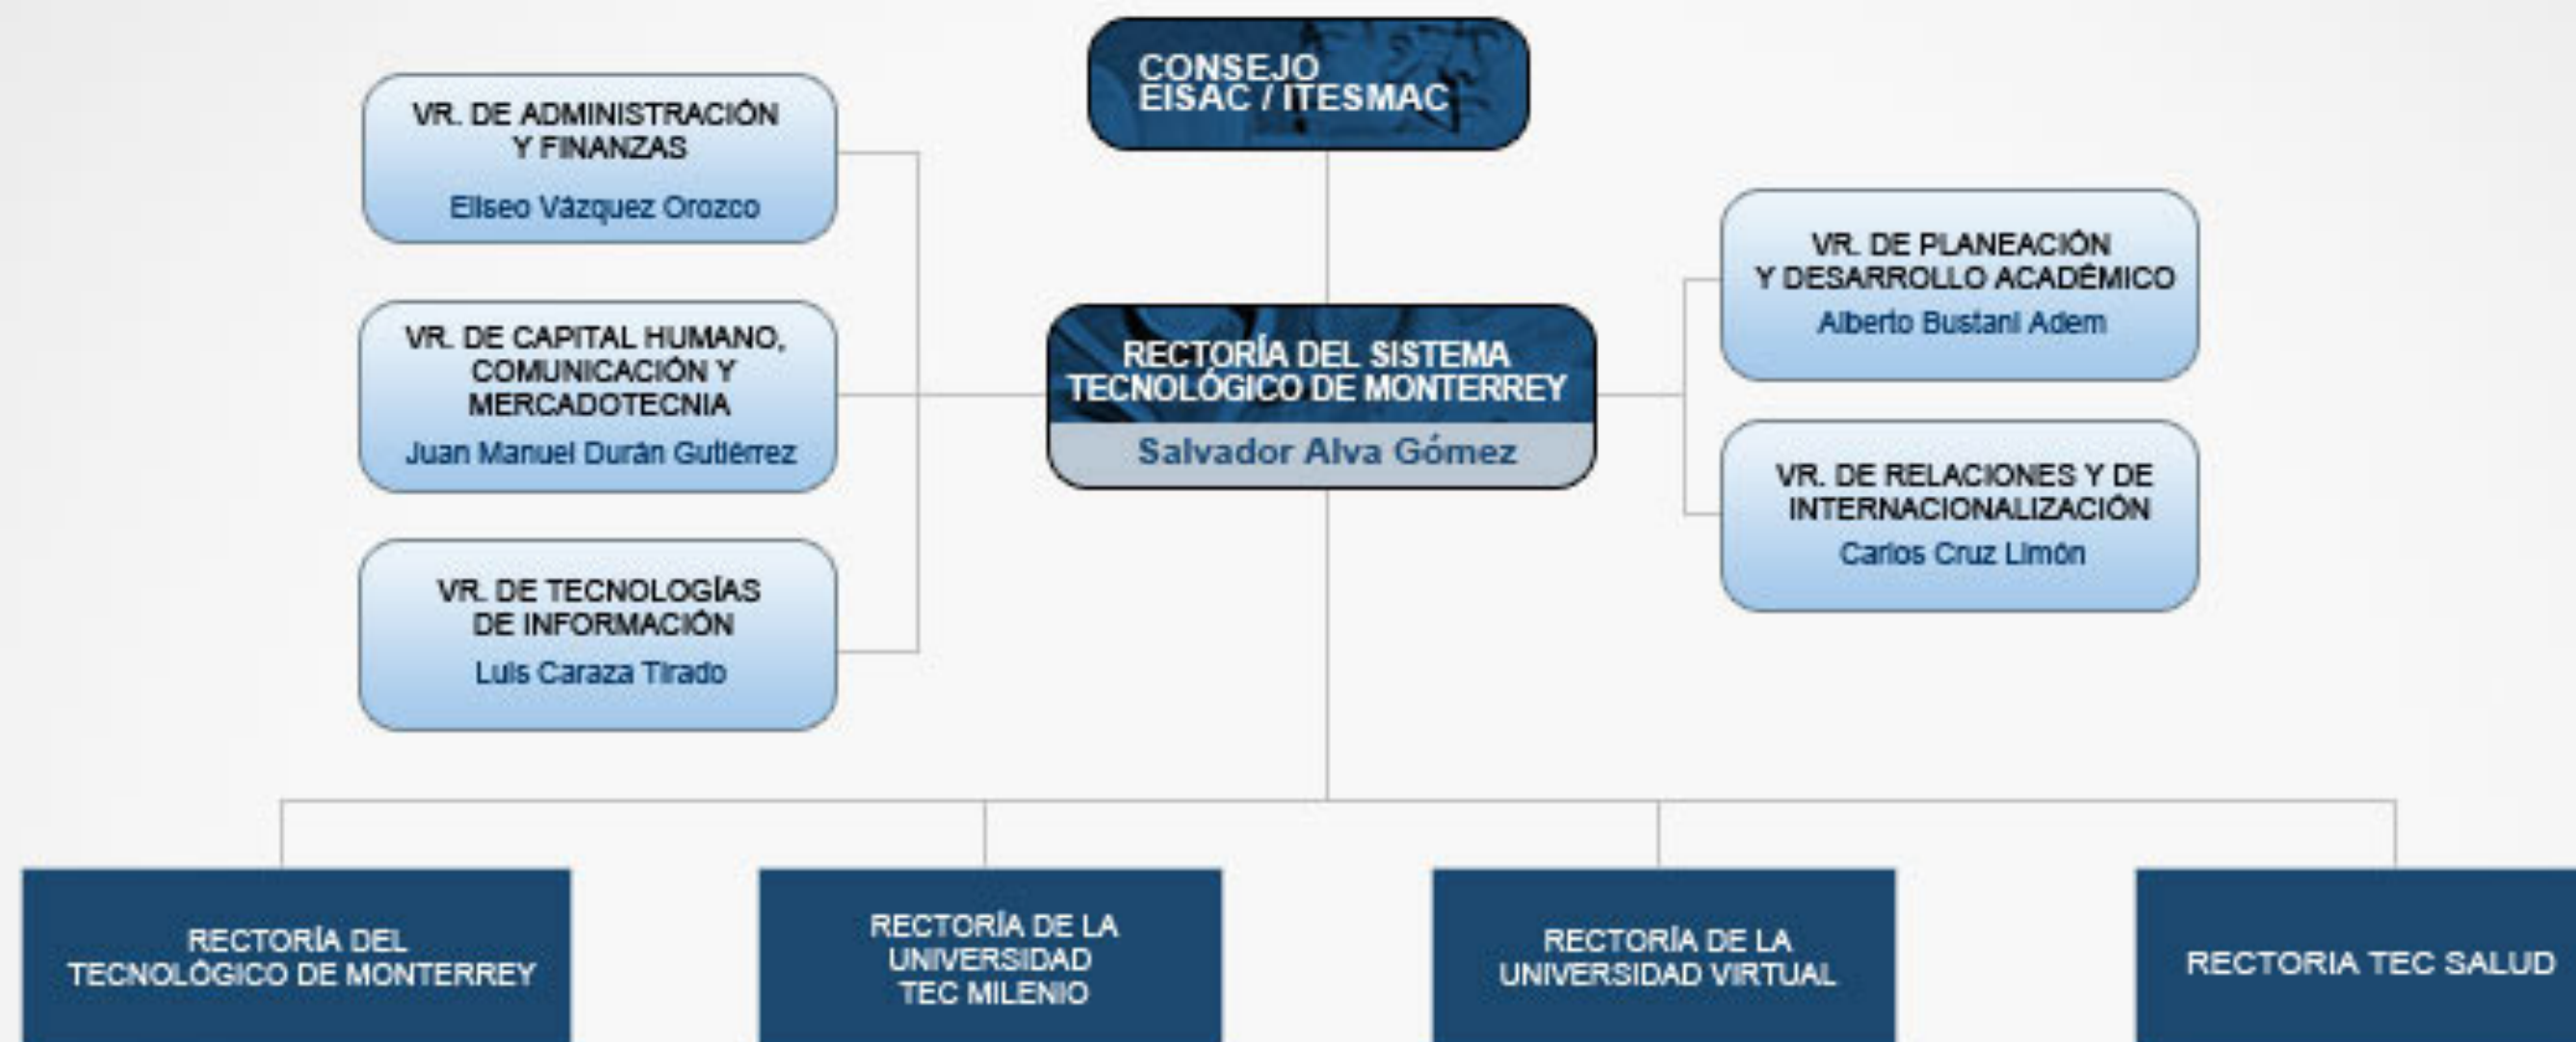 CONSEJO
EISAC / ITESMAC
VR. DE ADMINISTRACIÓN
Y FINANZAS
Eliseo Vázquez Orozco
VR. DE CAPITAL HUMANO,
COMUNICACIÓN Y
MERCADOTECNIA
Juan Manuel Durán Gutiérrez
VR. DE TECNOLOGÍAS
DE INFORMACIÓN
Luis Caraza Tirado
RECTORÍA DEL SISTEMA
TECNOLÓGICO DE MONTERREY
Salvador Alva Gómez
VR. DE PLANEACIÓN
Y DESARROLLO ACADÉMICO
Alberto Bustani Adem
VR. DE RELACIONES Y DE
INTERNACIONALIZACIÓN
Carlos Cruz Limón
RECTORÍA DEL
TECNOLÓGICO DE MONTERREY
RECTORÍA DE LA
UNIVERSIDAD
TEC MILENIO
RECTORÍA DE LA
UNIVERSIDAD VIRTUAL
RECTORIA TEC SALUD